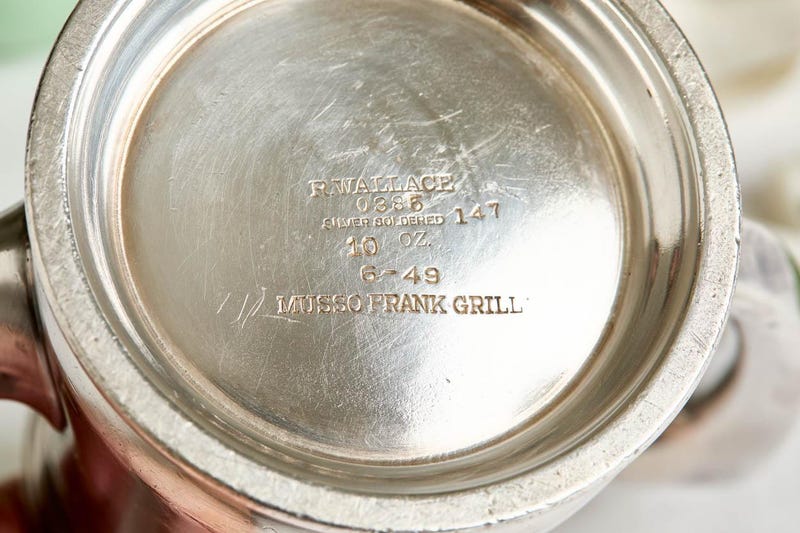 R.WALLACE
0385
SILVER SOLDERED 147
10 OZ.
6-49
MUSSO FRANK GRILL